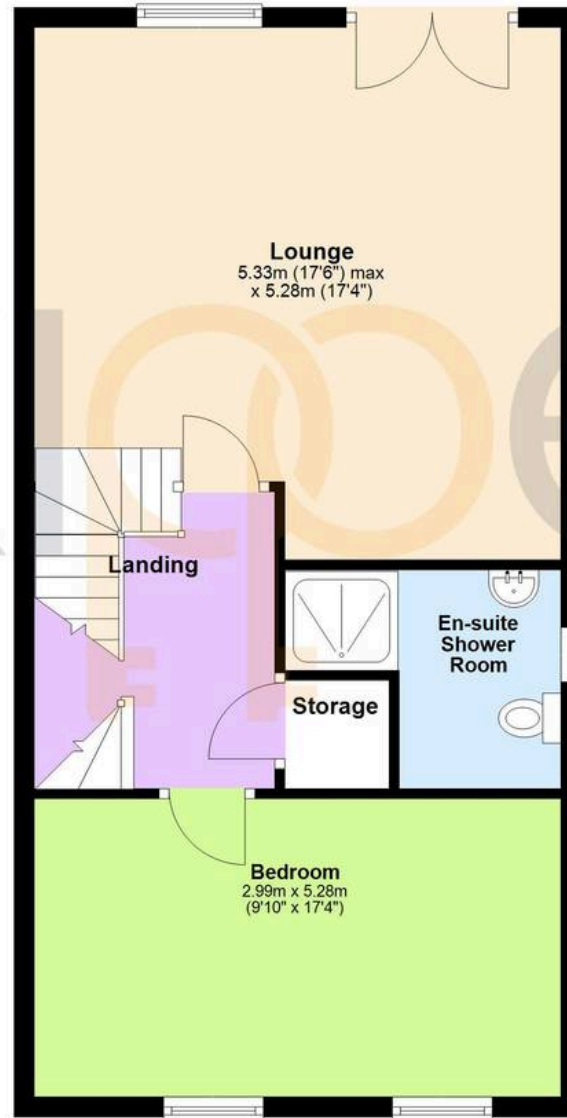 Lounge
5.33m (17'6") max
x 5.28m (17'4")
Landing
En-suite
Shower
Room
Storage
Bedroom
2.99m x 5.28m
(9'10" x 17'4")